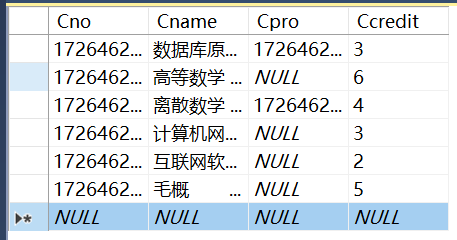 Cno Cname Cpro Ccredit
1726462... 数据库原... 1726462... 3
1726462... 高等数学 ... NULL 6
1726462... 离散数学 ... 1726462... 4
1726462... 计算机网... NULL 3
1726462... 互联网软... NULL 2
1726462... 毛概 ... NULL 5
NULL NULL NULL NULL